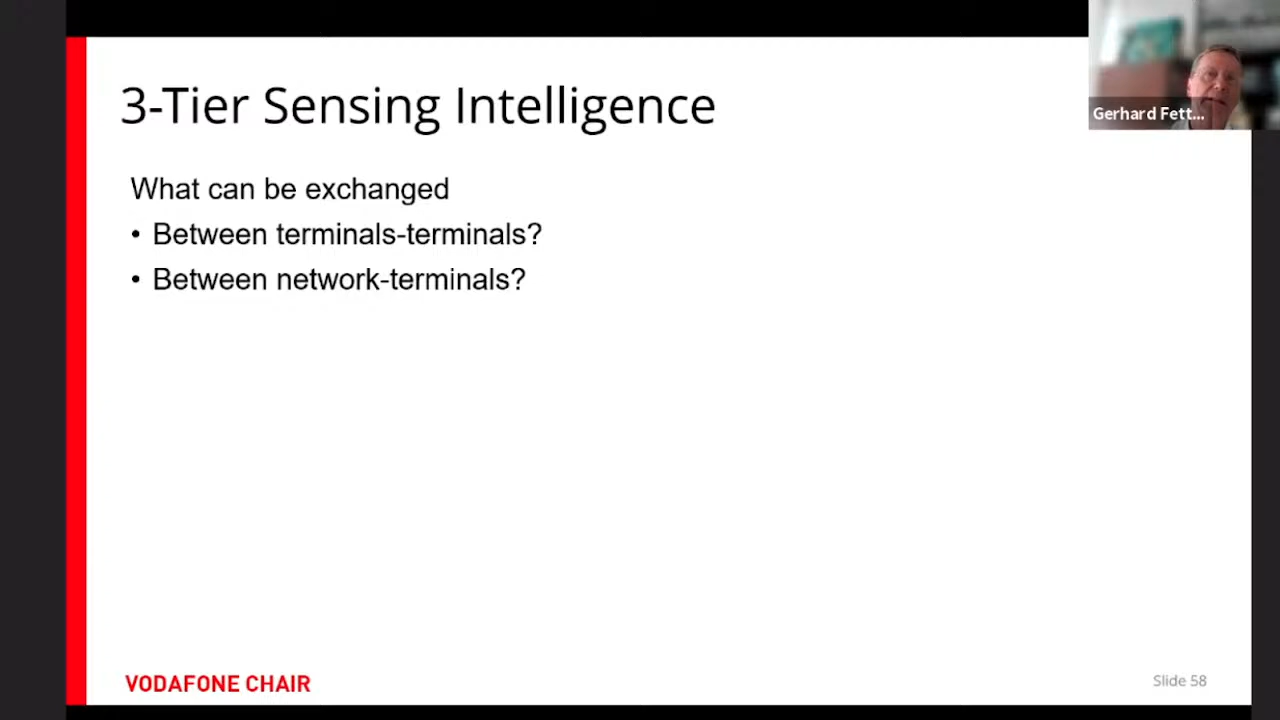 3-Tier Sensing Intelligence
Gerhard Fett...
What can be exchanged
• Between terminals-terminals?
• Between network-terminals?
VODAFONE CHAIR
Slide 58